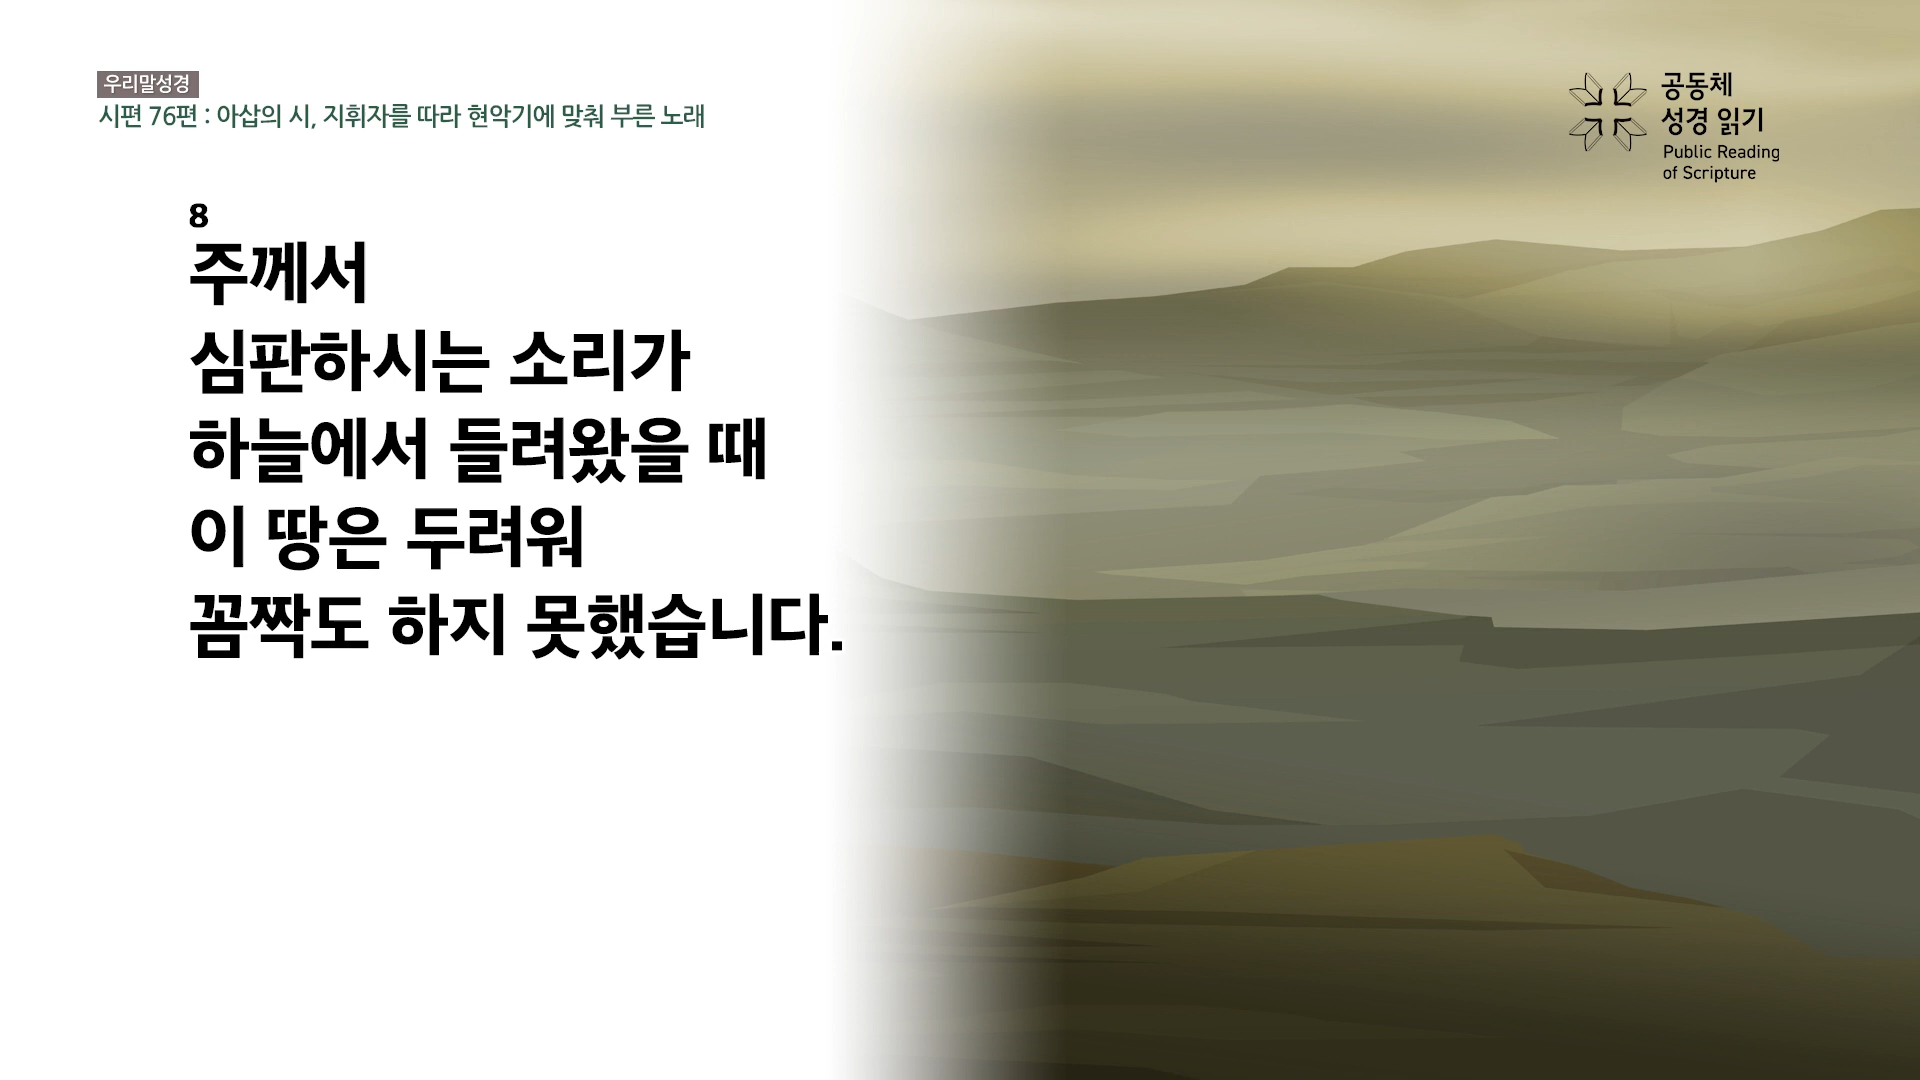 우리말성경
시편 76편 : 아삽의 시, 지휘자를 따라 현악기에 맞춰 부른 노래
공동체
성경 읽기
Public Reading
of Scripture
8
주께서
심판하시는 소리가
하늘에서 들려왔을 때
이 땅은 두려워
꼼짝도 하지 못했습니다.